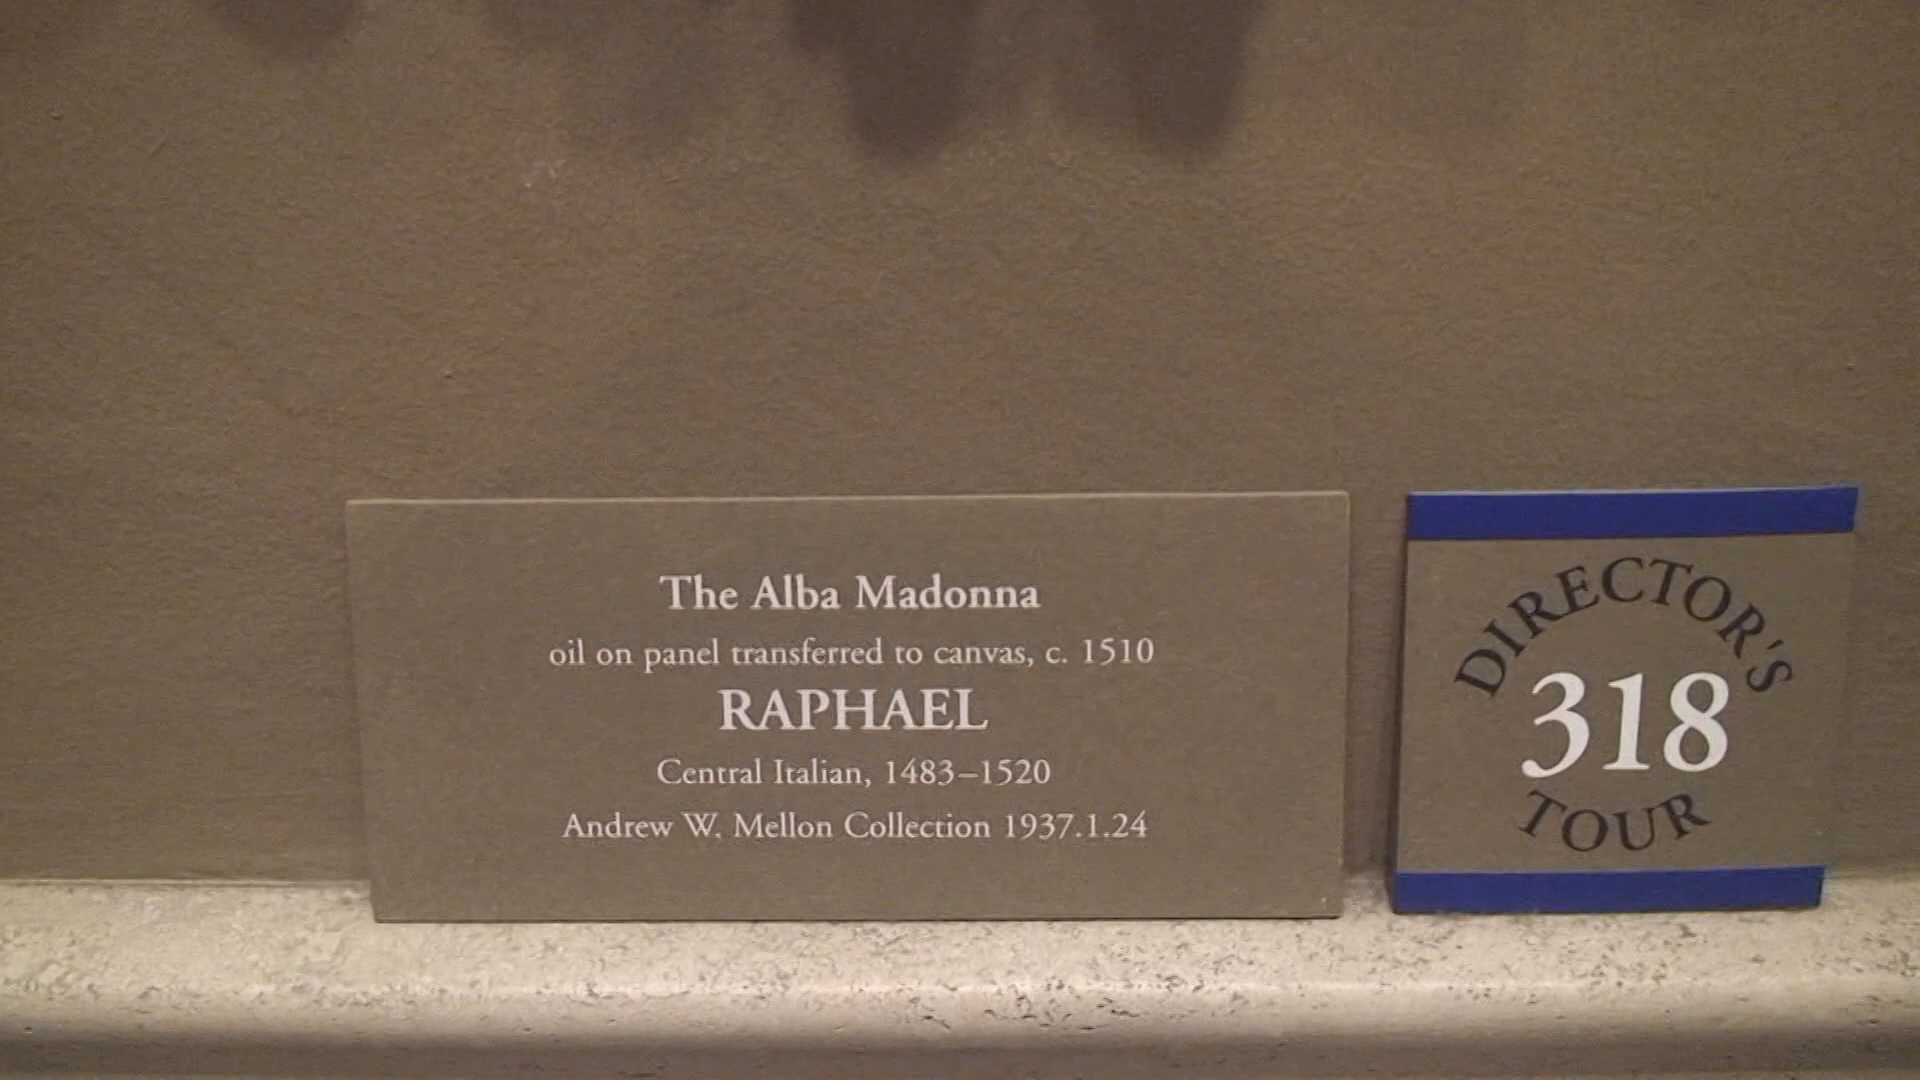 The Alba Madonna
oil on panel transferred to canvas, c. 1510
RAPHAEL
Central Italian, 1483–1520
Andrew W. Mellon Collection 1937.1.24
DIRECTOR'S
318
TOUR